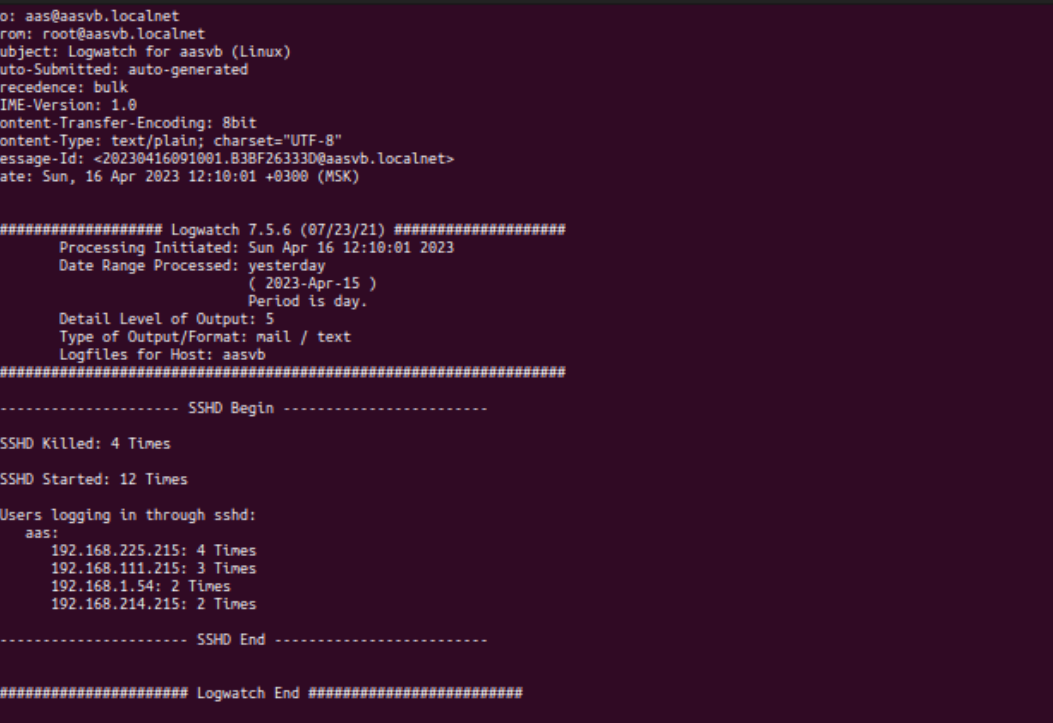 o: aas@aasvb.localnet
rom: root@aasvb.localnet
ubject: Logwatch for aasvb (Linux)
uto-Submitted: auto-generated
recedence: bulk
IME-Version: 1.0
ontent-Transfer-Encoding: 8bit
ontent-Type: text/plain; charset="UTF-8"
essage-Id: <20230416091001.B3BF26333D@aasvb.localnet>
ate: Sun, 16 Apr 2023 12:10:01 +0300 (MSK)
################### Logwatch 7.5.6 (07/23/21) ####################
Processing Initiated: Sun Apr 16 12:10:01 2023
Date Range Processed: yesterday
( 2023-Apr-15 )
Period is day.
Detail Level of Output: 5
Type of Output/Format: mail / text
Logfiles for Host: aasvb
##################################################################
--------------------- SSHD Begin ------------------------
SSHD Killed: 4 Times
SSHD Started: 12 Times
Users logging in through sshd:
aas:
192.168.225.215: 4 Times
192.168.111.215: 3 Times
192.168.1.54: 2 Times
192.168.214.215: 2 Times
---------------------- SSHD End -------------------------
###################### Logwatch End #########################